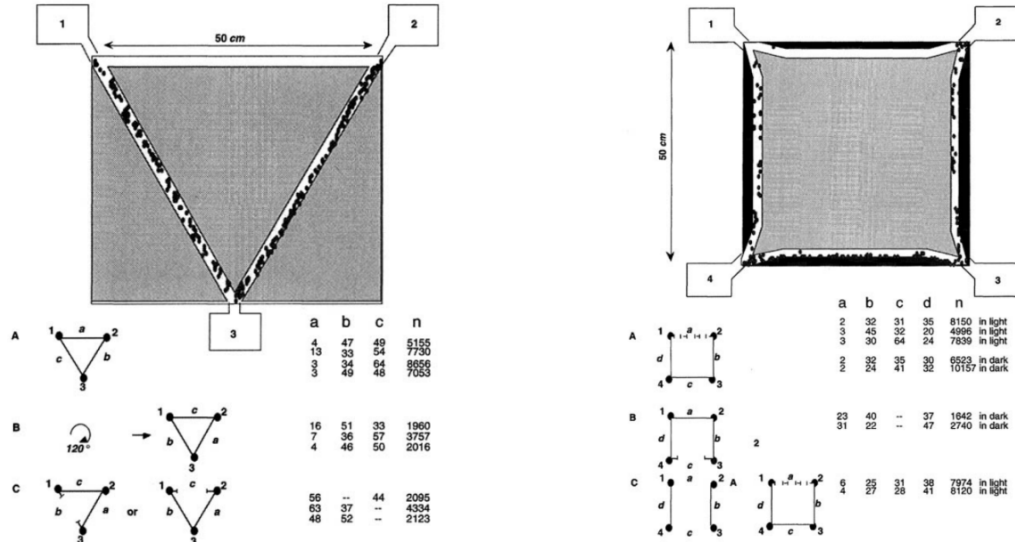 1 2
50 cm
3
a b c n
A 1 a 2 c b 3
4 47 49 5155
13 33 54 7730
3 34 64 8656
3 49 48 7053
B 120° 1 c 2 b a 3
16 51 33 1960
7 36 57 3757
4 46 50 2016
C 1 c 2 b a 3 or 1 c 2 b a 3
56 -- 44 2095
63 37 -- 4334
48 52 -- 2123
1 2
50 cm
4 3
a b c d n
A 1 a 2 d b 4 c 3
2 32 31 35 8150 in light
3 45 32 20 4996 in light
3 30 64 24 7839 in light
2 32 35 30 6523 in dark
2 24 41 32 10157 in dark
B 1 a 2 d b 4 c 3
23 40 -- 37 1642 in dark
31 22 -- 47 2740 in dark
2
C 1 a 2 d b 4 c 3 A 1 a 2 d b 4 c 3
6 25 31 38 7974 in light
4 27 28 41 8120 in light